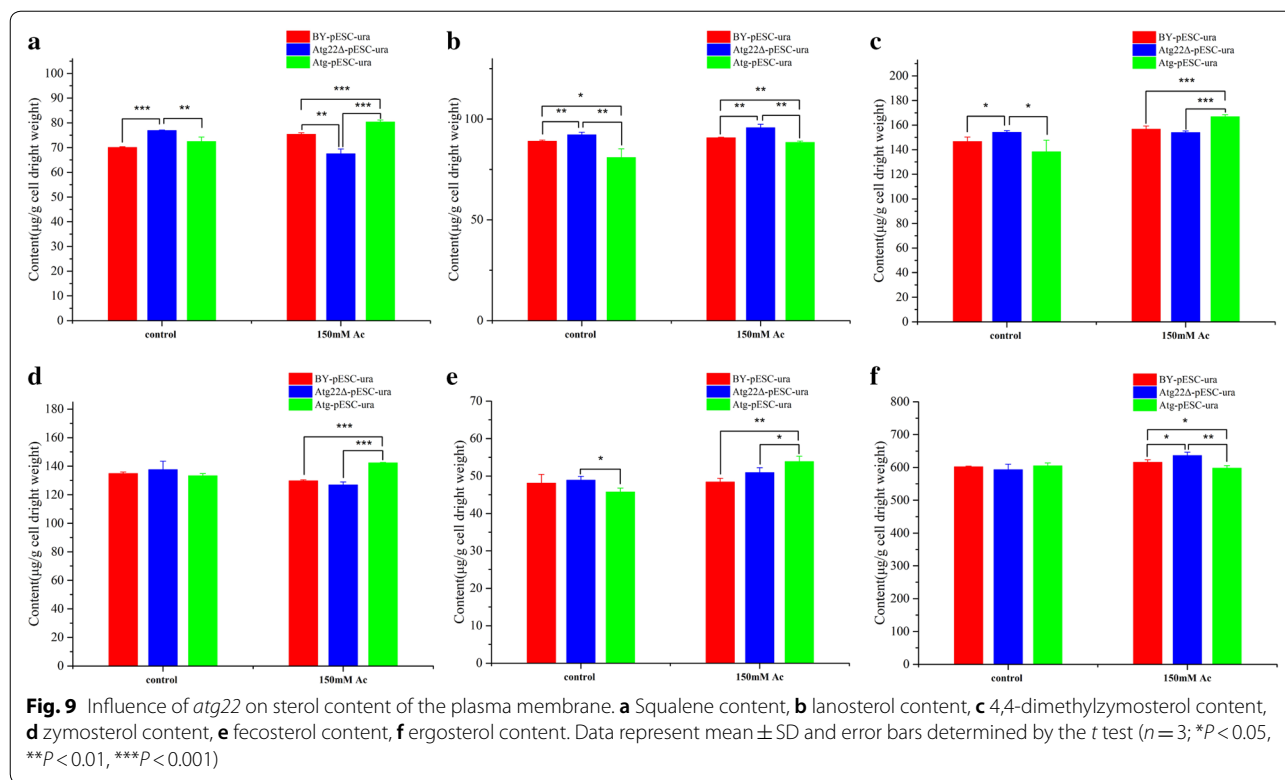 a
BY-pESC-ura
Atg22Δ-pESC-ura
Atg-pESC-ura
Content(μg/g cell dright weight)
100
90
80
70
60
50
40
30
20
10
0
***
**
**
***
***
control
150mM Ac
b
BY-pESC-ura
Atg22Δ-pESC-ura
Atg-pESC-ura
Content(μg/g cell dright weight)
100
50
0
*
**
**
**
**
**
control
150mM Ac
c
BY-pESC-ura
Atg22Δ-pESC-ura
Atg-pESC-ura
Content(μg/g cell dright weight)
200
180
160
140
120
100
80
60
40
20
0
*
*
***
***
control
150mM Ac
d
BY-pESC-ura
Atg22Δ-pESC-ura
Atg-pESC-ura
Content(μg/g cell dright weight)
180
160
140
120
100
80
60
40
20
0
***
***
control
150mM Ac
e
BY-pESC-ura
Atg22Δ-pESC-ura
Atg-pESC-ura
Content(μg/g cell dright weight)
70
60
50
40
30
20
10
0
*
**
*
control
150mM Ac
f
BY-pESC-ura
Atg22Δ-pESC-ura
Atg-pESC-ura
Content(μg/g cell dright weight)
800
700
600
500
400
300
200
100
0
*
*
**
control
150mM Ac
Fig. 9 Influence of atg22 on sterol content of the plasma membrane. a Squalene content, b lanosterol content, c 4,4-dimethylzymosterol content,
d zymosterol content, e fecosterol content, f ergosterol content. Data represent mean ± SD and error bars determined by the t test (n = 3; *P < 0.05,
**P < 0.01, ***P < 0.001)